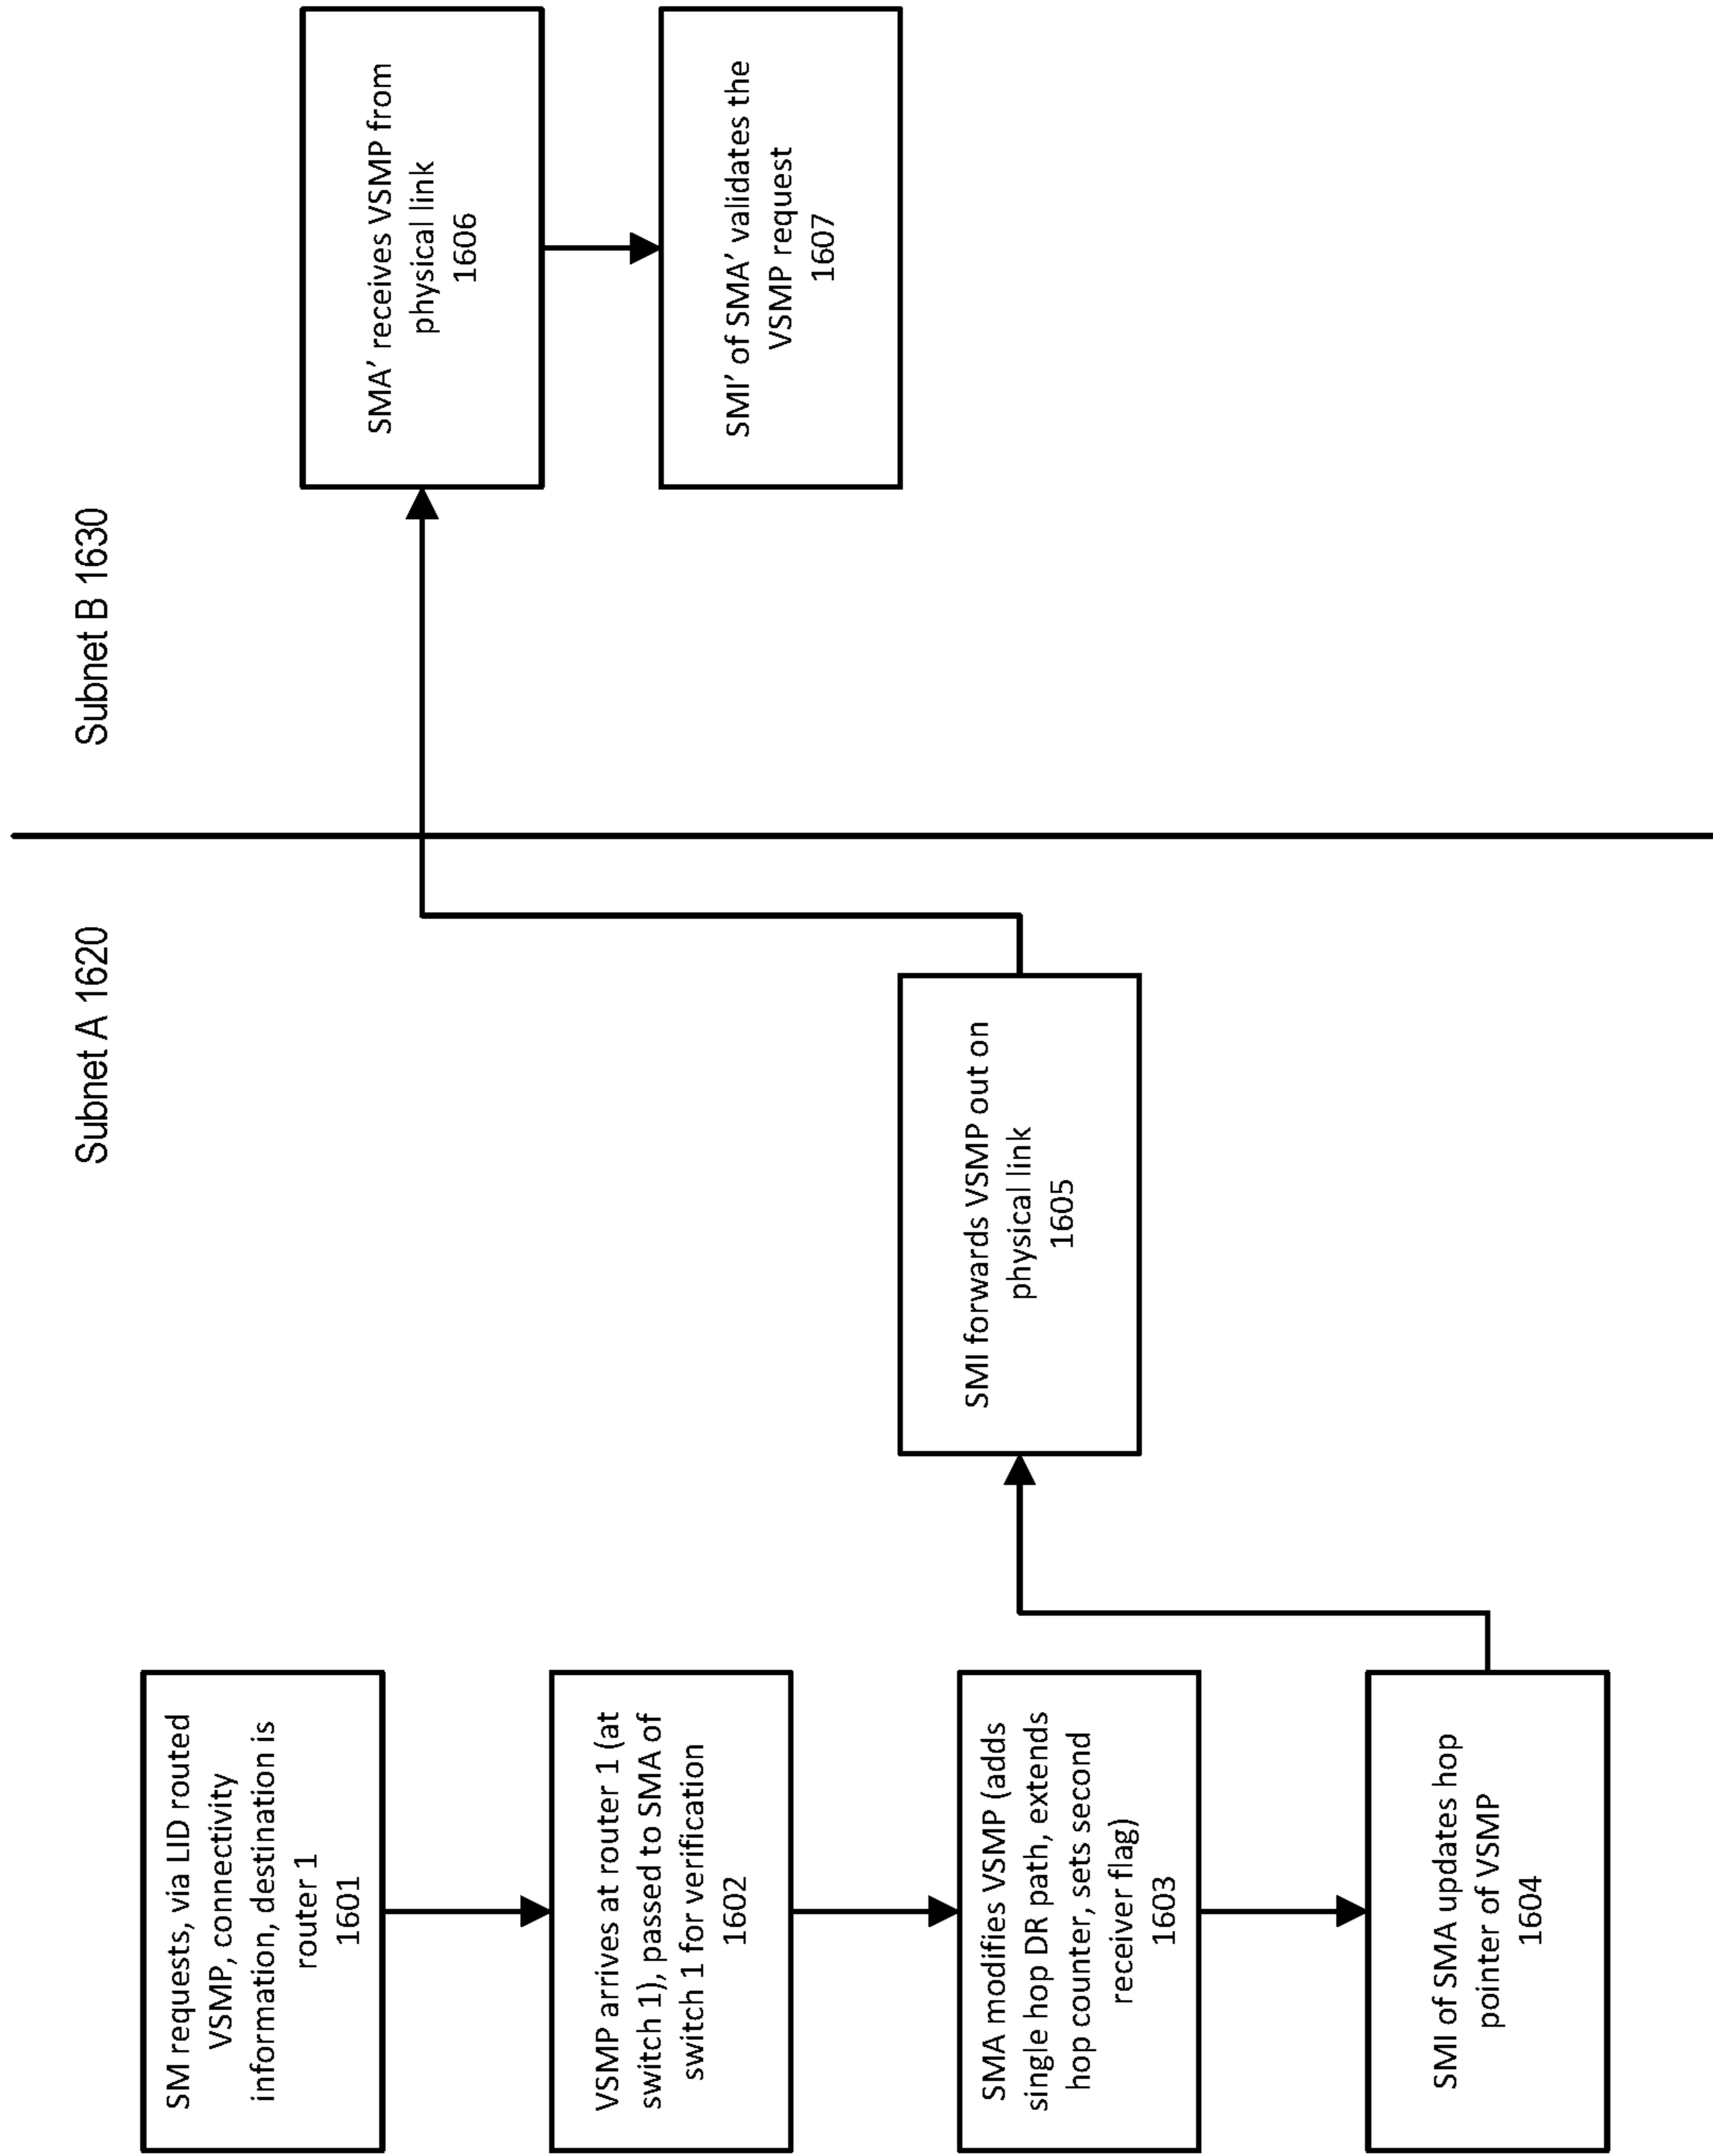 Subnet A 1620
Subnet B 1630
SM requests, via LID routed
VSMP, connectivity
information, destination is
router 1
1601
VSMP arrives at router 1 (at
switch 1), passed to SMA of
switch 1 for verification
1602
SMA modifies VSMP (adds
single hop DR path, extends
hop counter, sets second
receiver flag)
1603
SMI of SMA updates hop
pointer of VSMP
1604
SMI forwards VSMP out on
physical link
1605
SMA’ receives VSMP from
physical link
1606
SMI’ of SMA’ validates the
VSMP request
1607